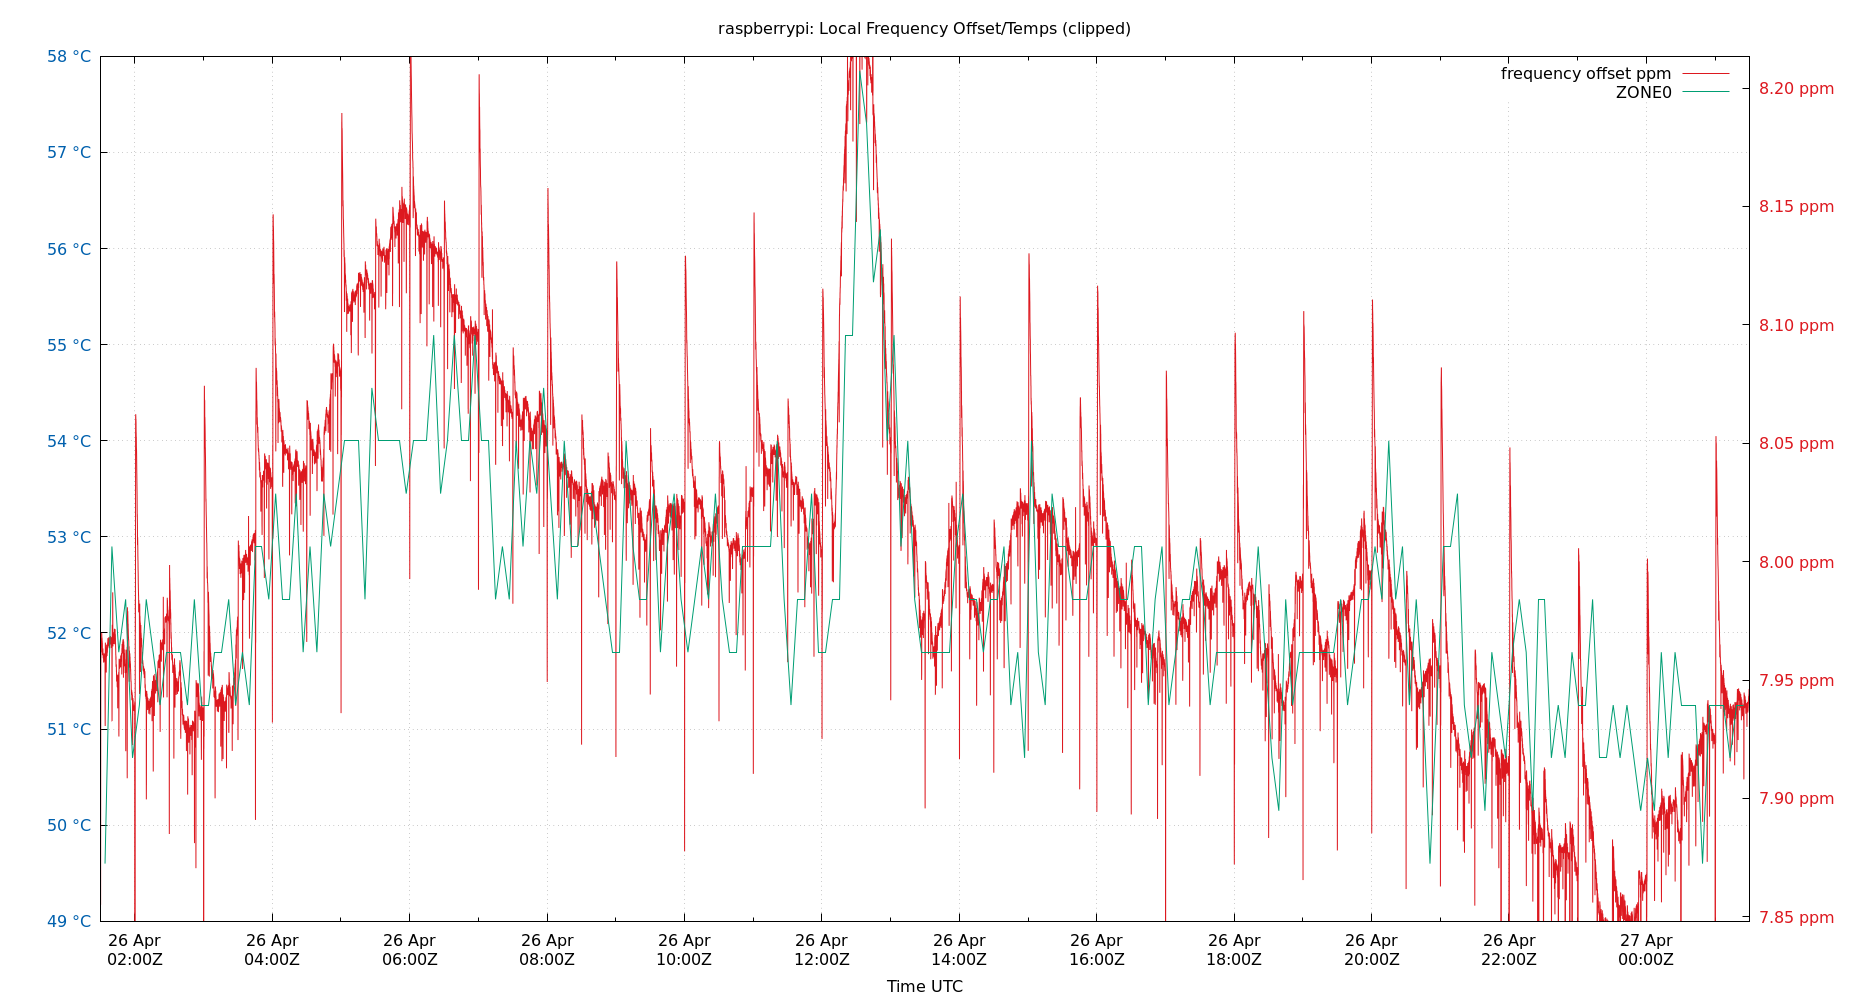 raspberrypi: Local Frequency Offset/Temps (clipped)
frequency offset ppm
ZONE0
58 °C
57 °C
56 °C
55 °C
54 °C
53 °C
52 °C
51 °C
50 °C
49 °C
8.20 ppm
8.15 ppm
8.10 ppm
8.05 ppm
8.00 ppm
7.95 ppm
7.90 ppm
7.85 ppm
26 Apr 26 Apr 26 Apr 26 Apr 26 Apr 26 Apr 26 Apr 26 Apr 26 Apr 26 Apr 26 Apr 27 Apr
02:00Z 04:00Z 06:00Z 08:00Z 10:00Z 12:00Z 14:00Z 16:00Z 18:00Z 20:00Z 22:00Z 00:00Z
Time UTC